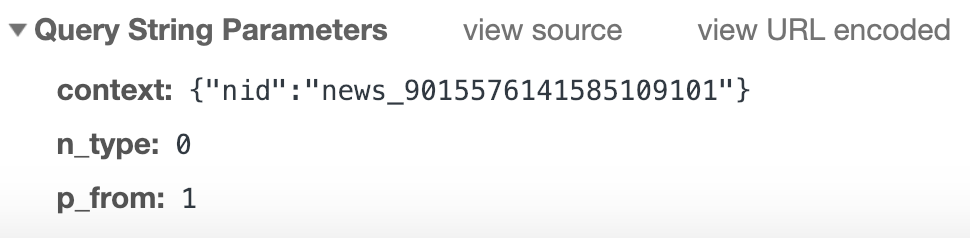 Query String Parameters view source view URL encoded
context: {"nid":"news_9015576141585109101"}
n_type: 0
p_from: 1